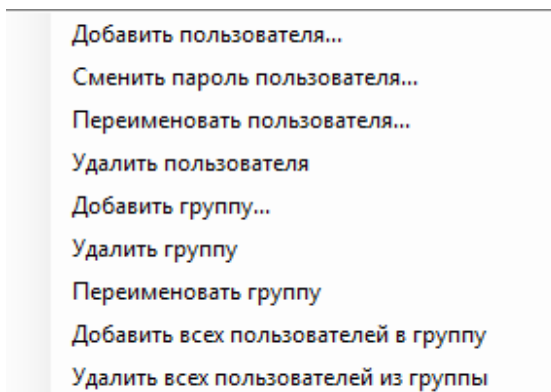 Добавить пользователя...
Сменить пароль пользователя...
Переименовать пользователя...
Удалить пользователя
Добавить группу...
Удалить группу
Переименовать группу
Добавить всех пользователей в группу
Удалить всех пользователей из группы